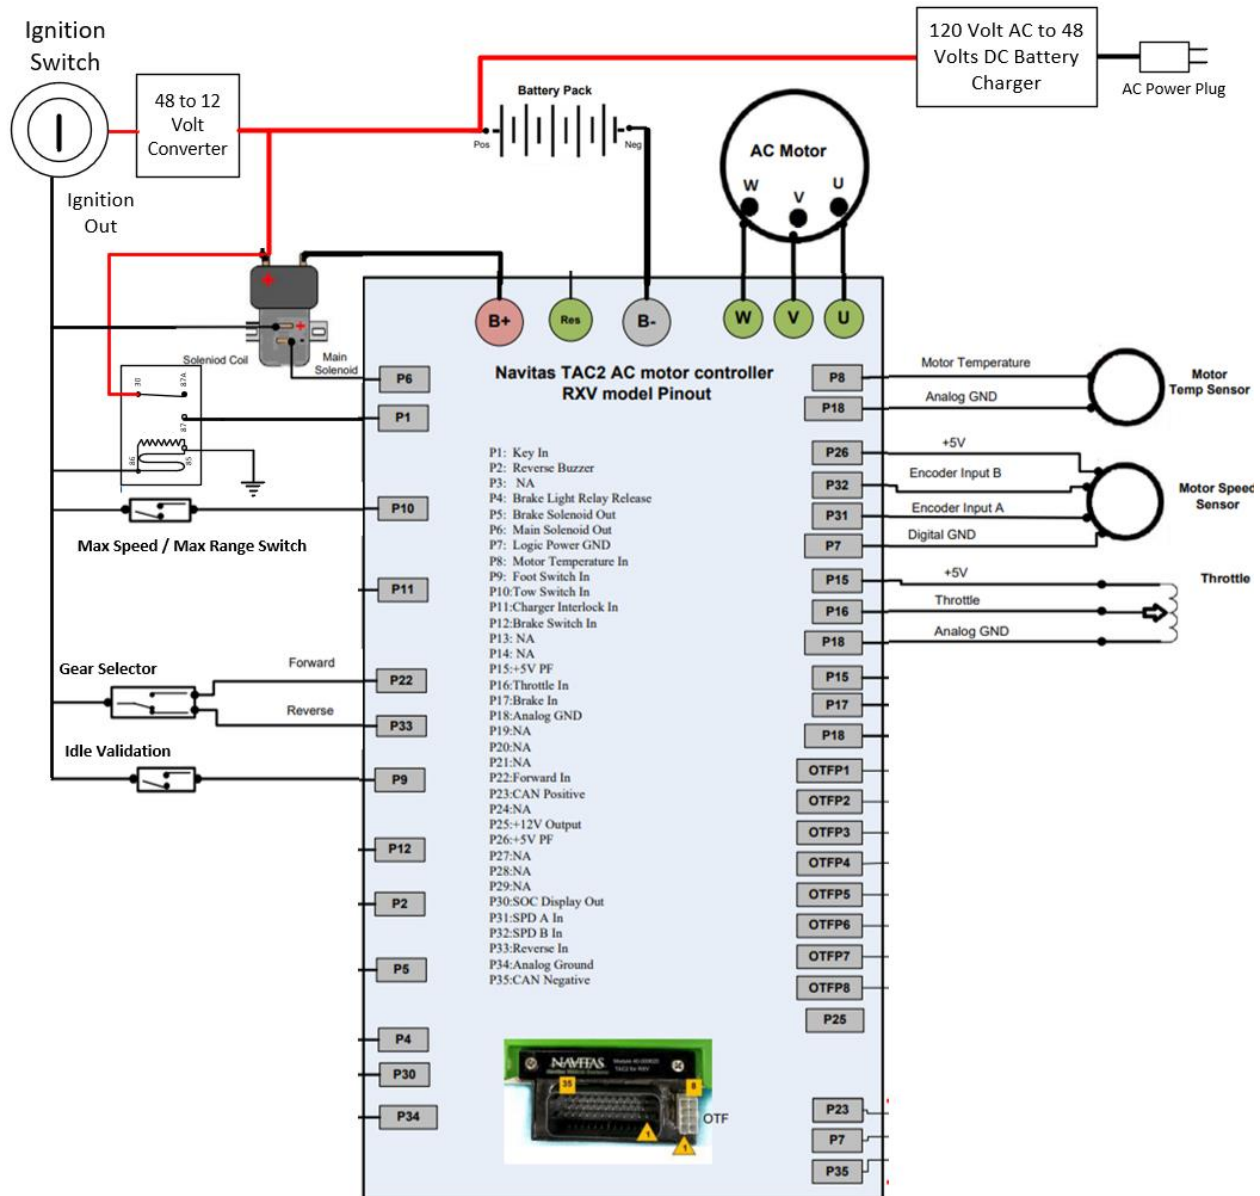 Ignition
Switch
48 to 12
Volt
Converter
120 Volt AC to 48
Volts DC Battery
Charger
AC Power Plug
Battery Pack
Pos
Neg
AC Motor
W
V
U
Ignition
Out
+
B+
Res
B-
W
V
U
+
-
Soleniod Coil
Main
Solenoid
30
87A
87
86
85
P6
P1
P10
Max Speed / Max Range Switch
P11
Gear Selector
Forward
P22
Reverse
P33
Idle Validation
P9
P12
P2
P5
P4
P30
P34
Navitas TAC2 AC motor controller
RXV model Pinout
P1: Key In
P2: Reverse Buzzer
P3: NA
P4: Brake Light Relay Release
P5: Brake Solenoid Out
P6: Main Solenoid Out
P7: Logic Power GND
P8: Motor Temperature In
P9: Foot Switch In
P10:Tow Switch In
P11:Charger Interlock In
P12:Brake Switch In
P13: NA
P14: NA
P15:+5V PF
P16:Throttle In
P17:Brake In
P18:Analog GND
P19:NA
P20:NA
P21:NA
P22:Forward In
P23:CAN Positive
P24:NA
P25:+12V Output
P26:+5V PF
P27:NA
P28:NA
P29:NA
P30:SOC Display Out
P31:SPD A In
P32:SPD B In
P33:Reverse In
P34:Analog Ground
P35:CAN Negative
NAVITAS
TAC2 for RXV
35
8
1
1
OTF
P8
Motor Temperature
P18
Analog GND
Motor
Temp Sensor
P26
+5V
P32
Encoder Input B
P31
Encoder Input A
P7
Digital GND
Motor Speed
Sensor
P15
+5V
P16
Throttle
P18
Analog GND
Throttle
P15
P17
P18
OTFP1
OTFP2
OTFP3
OTFP4
OTFP5
OTFP6
OTFP7
OTFP8
P25
P23
P7
P35